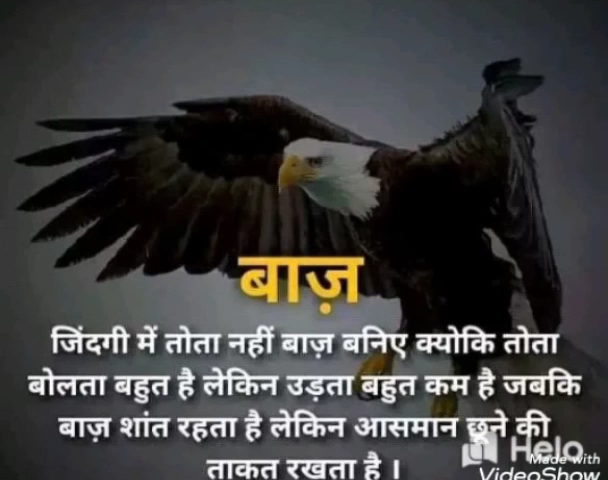 बाज़
जिंदगी में तोता नहीं बाज़ बनिए क्योकि तोता
बोलता बहुत है लेकिन उड़ता बहुत कम है जबकि
बाज़ शांत रहता है लेकिन आसमान छूने की
ताकत रखता है ।
Helo
Made with
VideoShow